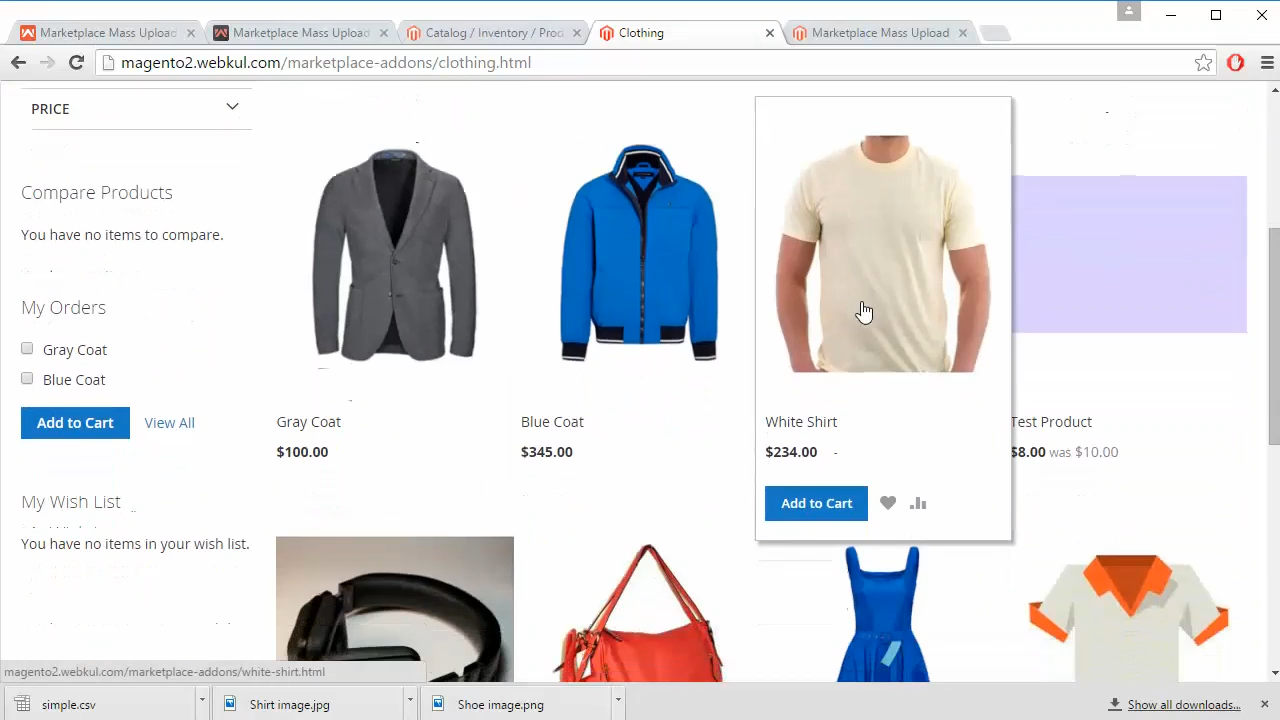 Marketplace Mass Upload
Marketplace Mass Upload
Catalog / Inventory / Prod
Clothing
Marketplace Mass Upload
magento2.webkul.com/marketplace-addons/clothing.html
PRICE
Compare Products
You have no items to compare.
My Orders
Gray Coat
Blue Coat
Add to Cart View All
My Wish List
You have no items in your wish list.
Gray Coat
$100.00
Blue Coat
$345.00
White Shirt
$234.00
Add to Cart
Test Product
$8.00 was $10.00
magento2.webkul.com/marketplace-addons/white-shirt.html
simple.csv
Shirt image.jpg
Shoe image.png
Show all downloads...